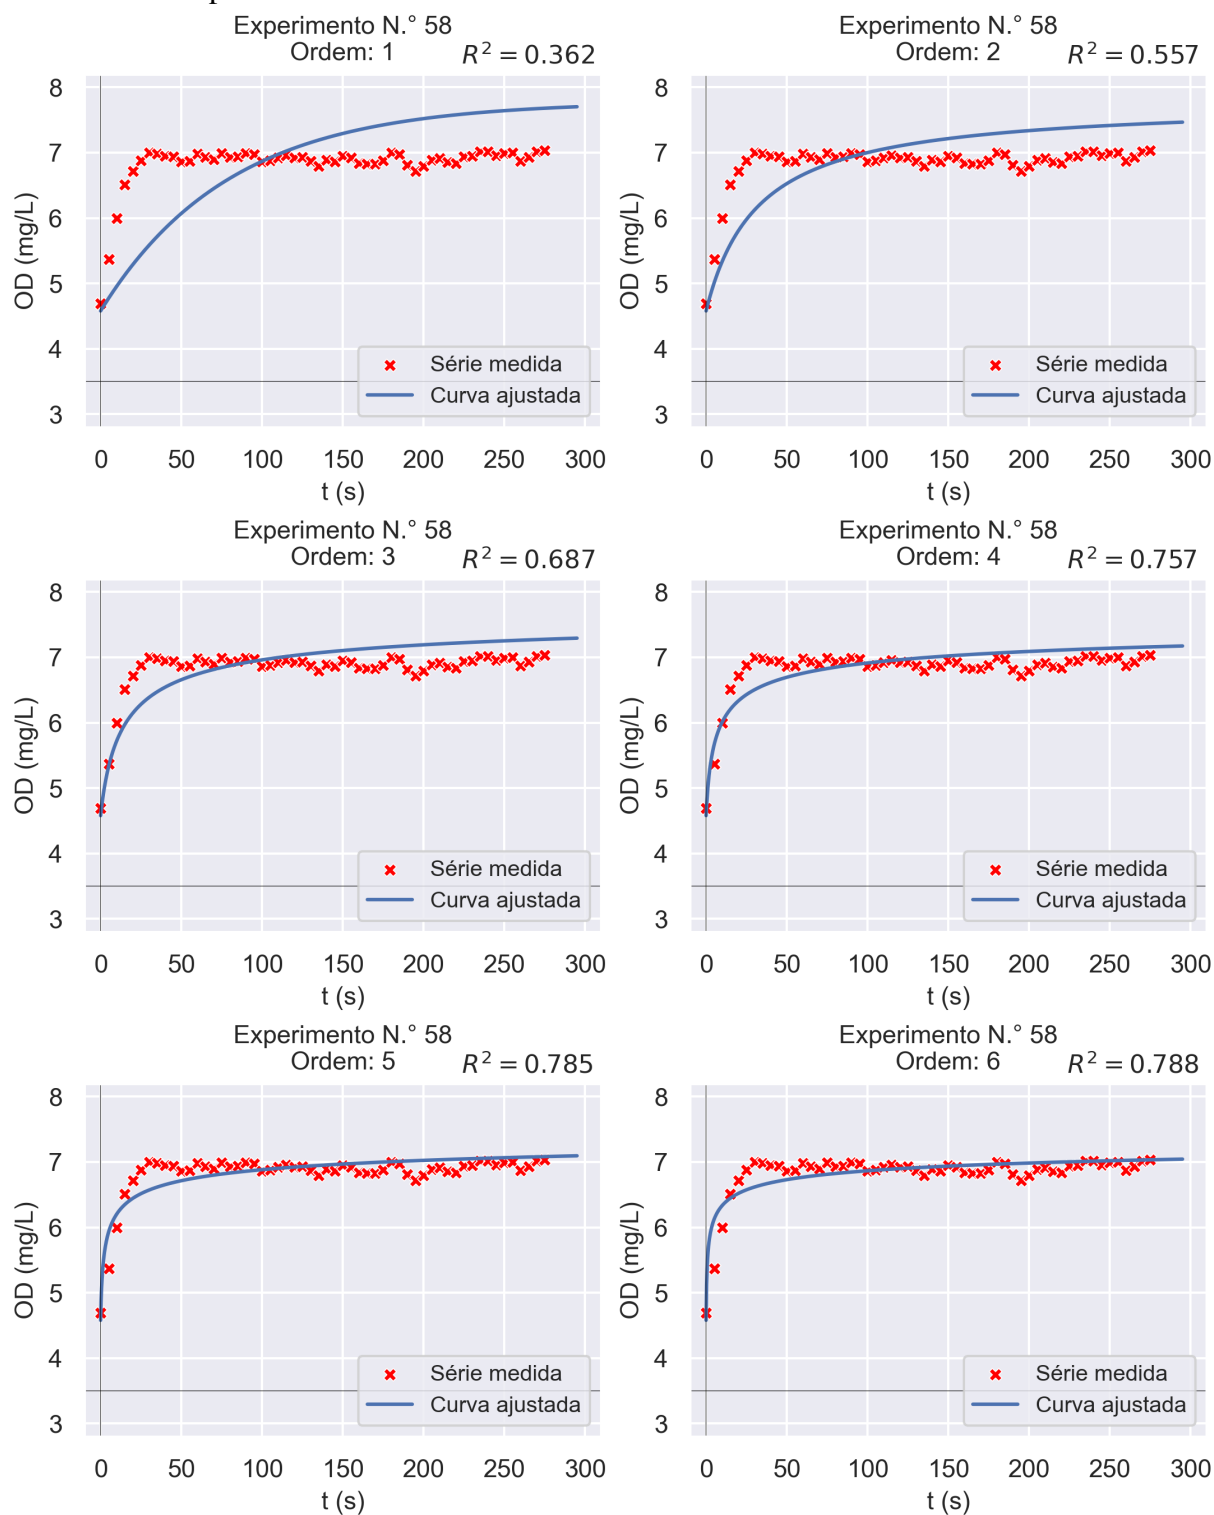 Experimento N.° 58
Ordem: 1
R² = 0.362
8
7
6
5
4
3
OD (mg/L)
Série medida
Curva ajustada
0 50 100 150 200 250 300
t (s)
Experimento N.° 58
Ordem: 2
R² = 0.557
8
7
6
5
4
3
OD (mg/L)
Série medida
Curva ajustada
0 50 100 150 200 250 300
t (s)
Experimento N.° 58
Ordem: 3
R² = 0.687
8
7
6
5
4
3
OD (mg/L)
Série medida
Curva ajustada
0 50 100 150 200 250 300
t (s)
Experimento N.° 58
Ordem: 4
R² = 0.757
8
7
6
5
4
3
OD (mg/L)
Série medida
Curva ajustada
0 50 100 150 200 250 300
t (s)
Experimento N.° 58
Ordem: 5
R² = 0.785
8
7
6
5
4
3
OD (mg/L)
Série medida
Curva ajustada
0 50 100 150 200 250 300
t (s)
Experimento N.° 58
Ordem: 6
R² = 0.788
8
7
6
5
4
3
OD (mg/L)
Série medida
Curva ajustada
0 50 100 150 200 250 300
t (s)